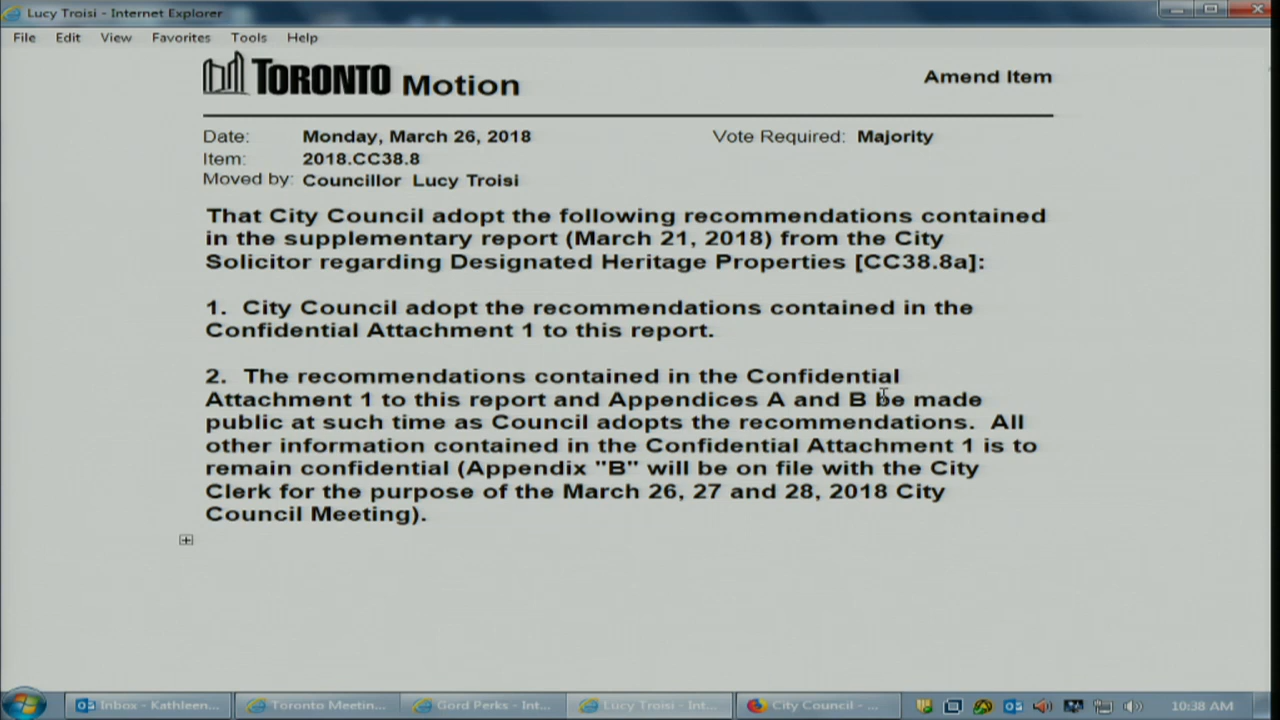 Lucy Troisi - Internet Explorer
File Edit View Favorites Tools Help
TORONTO Motion
Amend Item
Date: Monday, March 26, 2018
Vote Required: Majority
Item: 2018.CC38.8
Moved by: Councillor Lucy Troisi
That City Council adopt the following recommendations contained
in the supplementary report (March 21, 2018) from the City
Solicitor regarding Designated Heritage Properties [CC38.8a]:
1. City Council adopt the recommendations contained in the
Confidential Attachment 1 to this report.
2. The recommendations contained in the Confidential
Attachment 1 to this report and Appendices A and B be made
public at such time as Council adopts the recommendations. All
other information contained in the Confidential Attachment 1 is to
remain confidential (Appendix "B" will be on file with the City
Clerk for the purpose of the March 26, 27 and 28, 2018 City
Council Meeting).
Inbox - Kathleen... Toronto Meetin... Gord Perks - Int... Lucy Troisi - Int... City Council - ... 10:38 AM